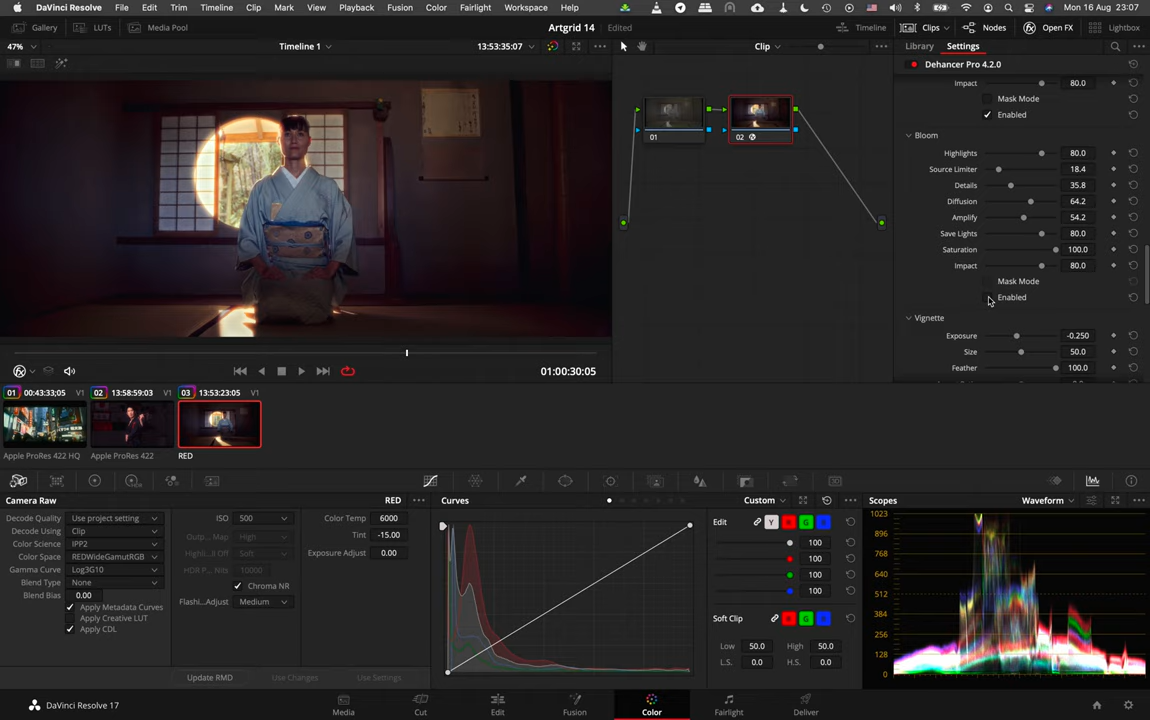 DaVinci Resolve File Edit Trim Timeline Clip Mark View Playback Fusion Color Fairlight Workspace Help Mon 16 Aug 23:07
Gallery LUTs Media Pool Artgrid 14 Edited Timeline Clips Nodes Open FX Lightbox
47% Timeline 1 13:53:35:07 Clip Library Settings
Dehancer Pro 4.2.0
Impact 80.0
Mask Mode
Enabled
Bloom
Highlights 80.0
Source Limiter 18.4
Details 35.8
Diffusion 64.2
Amplify 54.2
Save Lights 80.0
Saturation 100.0
Impact 80.0
Mask Mode
Enabled
Vignette
Exposure -0.250
Size 50.0
Feather 100.0
01 02
01:00:30:05
01 00:43:33;05 V1 02 13:58:59:03 V1 03 13:53:23:05 V1
Apple ProRes 422 HQ Apple ProRes 422 RED
Camera Raw RED
Decode Quality Use project setting
Decode Using Clip
Color Science IPP2
Color Space REDWideGamutRGB
Gamma Curve Log3G10
Blend Type None
Blend Bias 0.00
Apply Metadata Curves
Apply Creative LUT
Apply CDL
ISO 500
Outp... Map High
Highli...ll Off Soft
HDR P... Nits 10000
Chroma NR
Flashi...Adjust Medium
Color Temp 6000
Tint -15.00
Exposure Adjust 0.00
Update RMD Use Changes Use Settings
Curves Custom
Edit Y R G B
100
100
100
100
Soft Clip R G B
Low 50.0 High 50.0
L.S. 0.0 H.S. 0.0
Scopes Waveform
1023
896
768
640
512
384
256
128
0
DaVinci Resolve 17 Media Cut Edit Fusion Color Fairlight Deliver